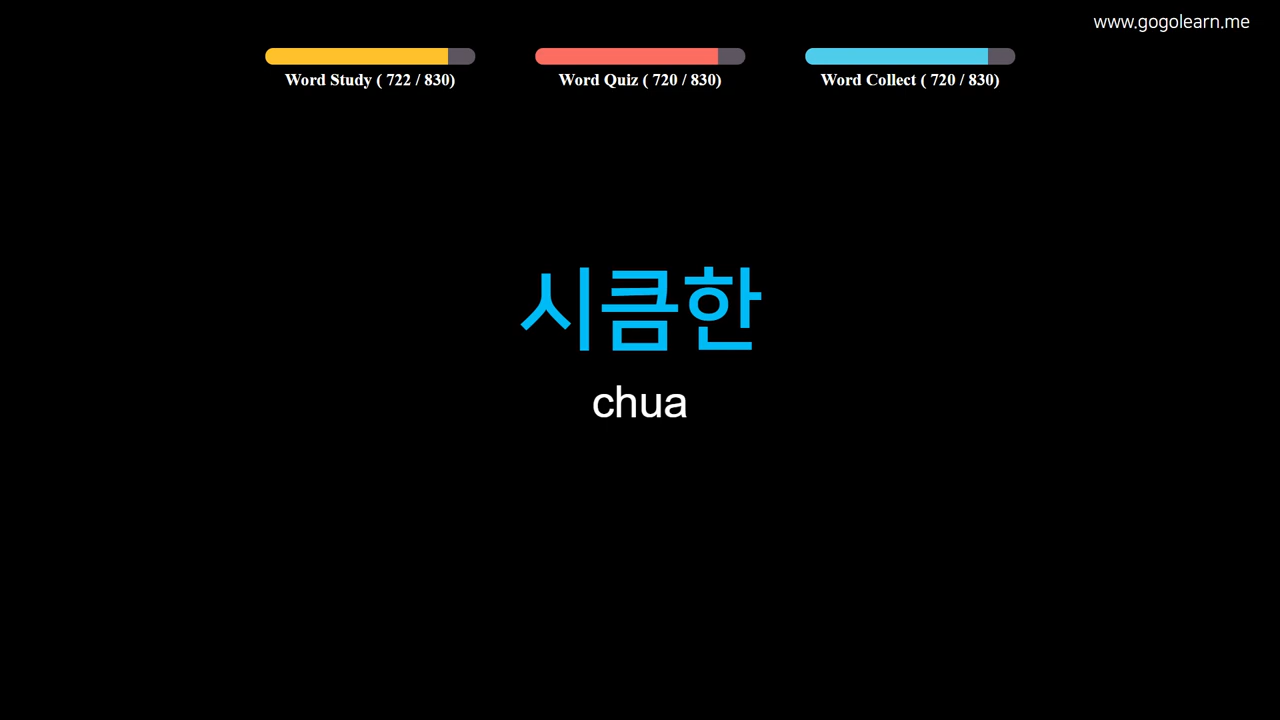 www.gogolearn.me
Word Study ( 722 / 830)
Word Quiz ( 720 / 830)
Word Collect ( 720 / 830)
시큼한
chua